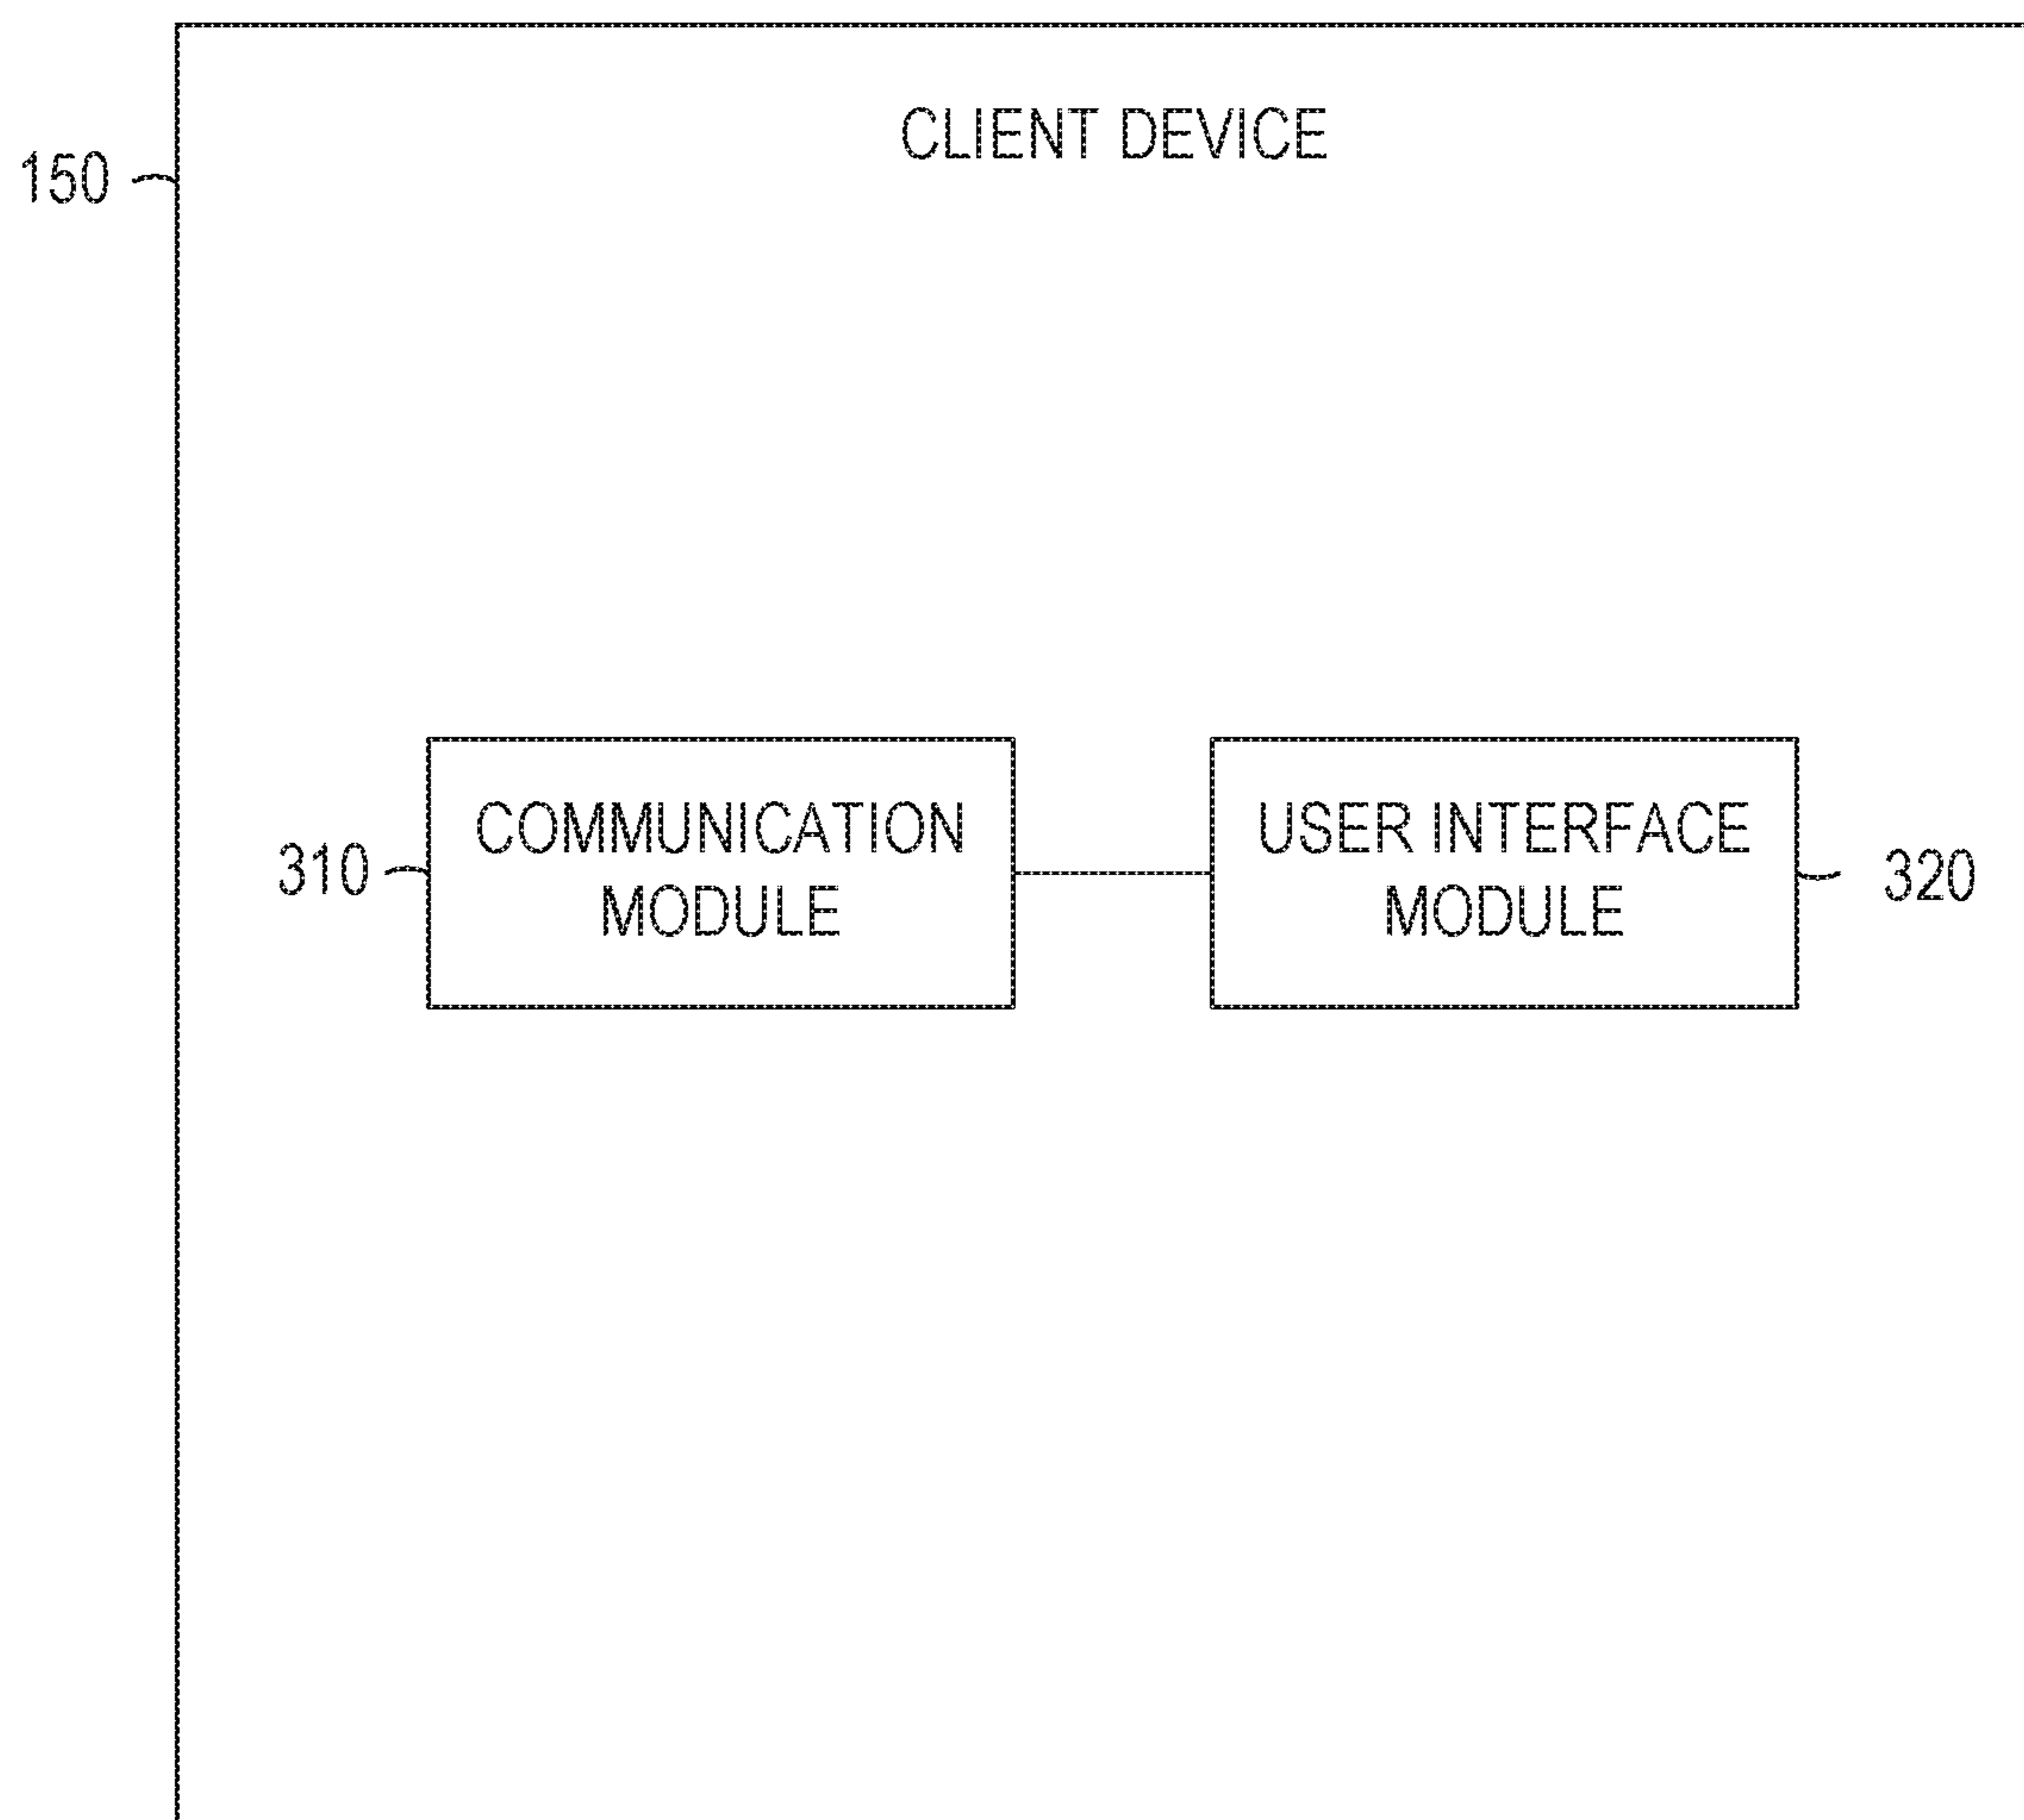 CLIENT DEVICE
150
COMMUNICATION
MODULE
310
USER INTERFACE
MODULE
320